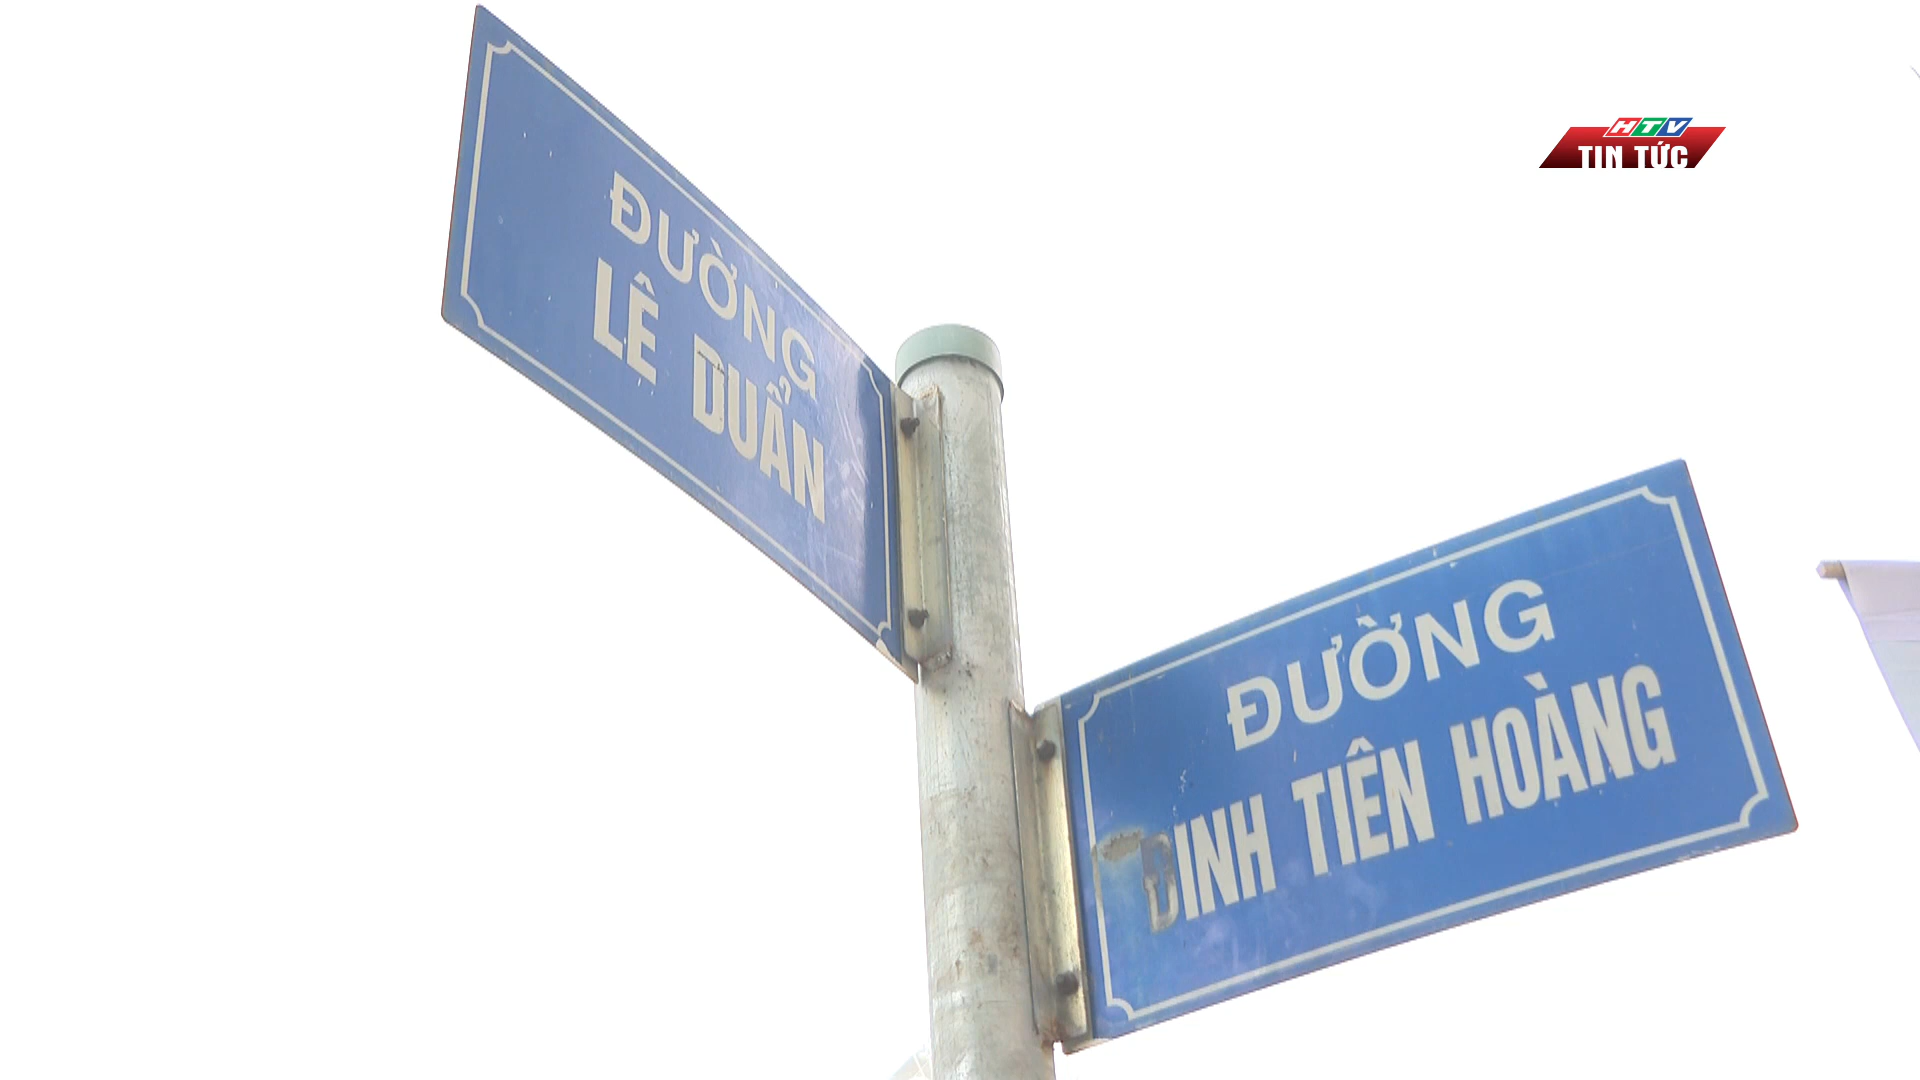 ĐƯỜNG
LÊ DUẨN
ĐƯỜNG
ĐINH TIÊN HOÀNG
HTV
TIN TỨC